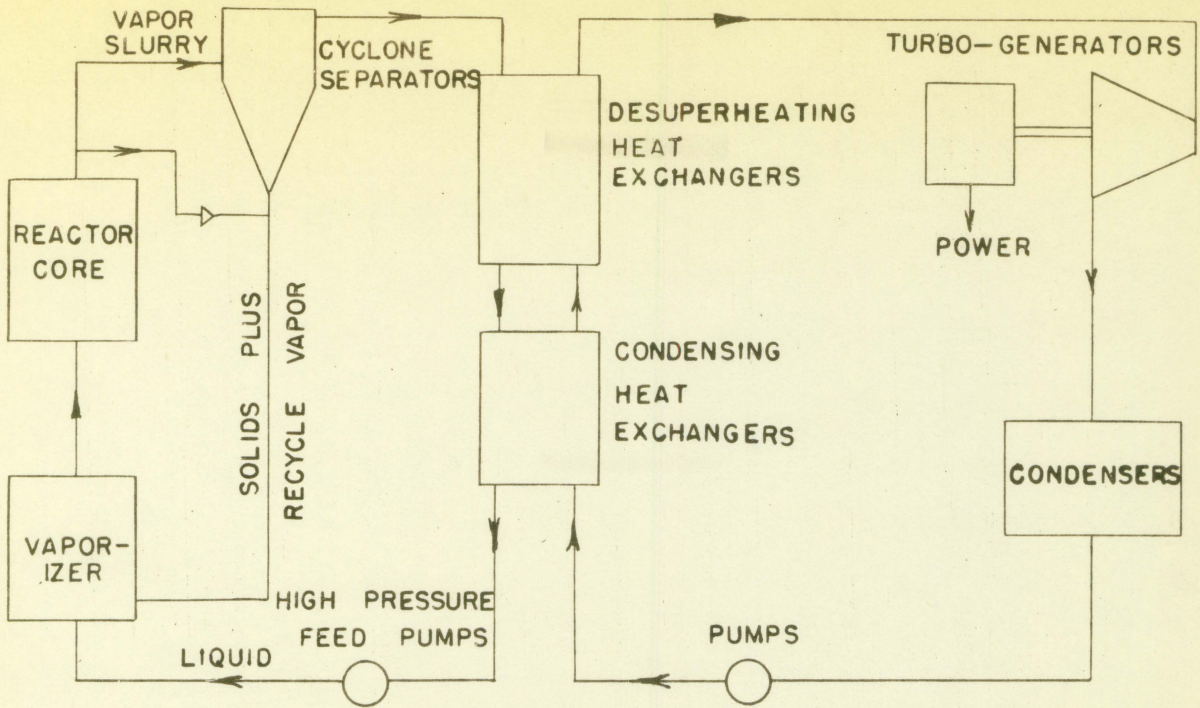 VAPOR
SLURRY
CYCLONE
SEPARATORS
TURBO-GENERATORS
DESUPERHEATING
HEAT
EXCHANGERS
REACTOR
CORE
POWER
SOLIDS PLUS
RECYCLE VAPOR
CONDENSING
HEAT
EXCHANGERS
CONDENSERS
VAPOR-
IZER
HIGH PRESSURE
FEED PUMPS
PUMPS
LIQUID